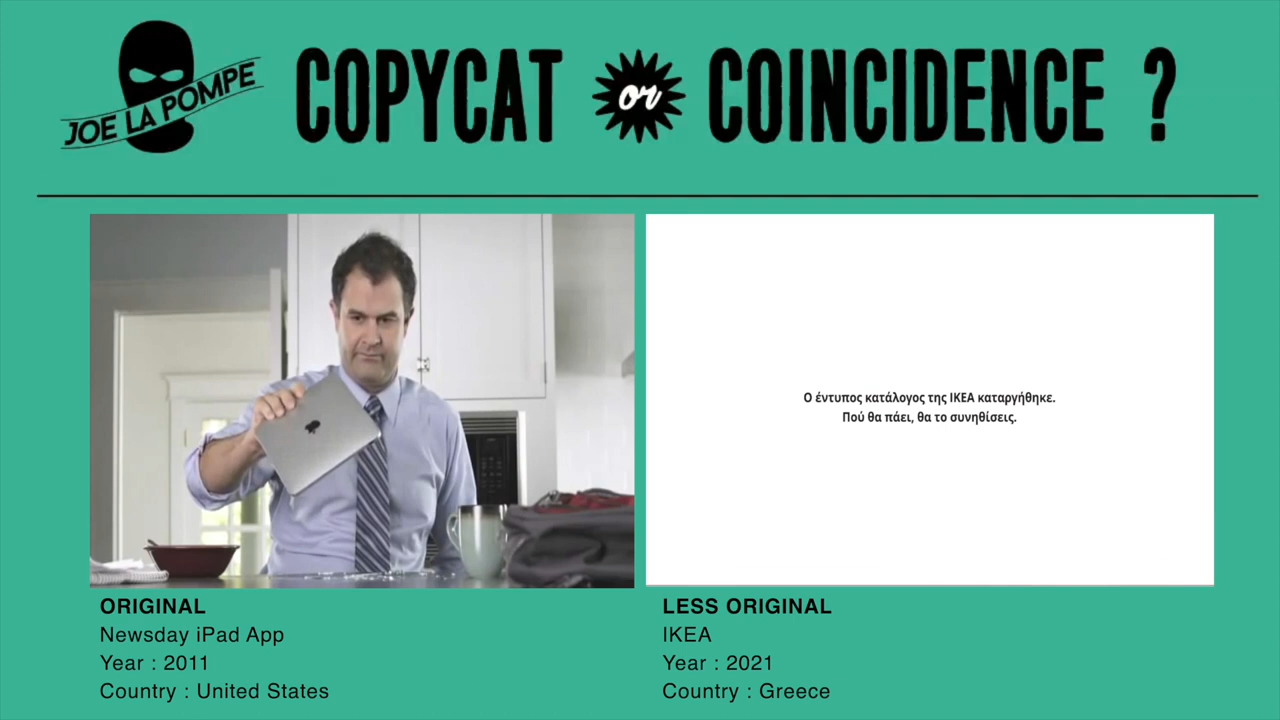 JOE LA POMPE
COPYCAT or COINCIDENCE ?
Ο έντυπος κατάλογος της ΙΚΕΑ καταργήθηκε.
Πού θα πάει, θα το συνηθίσεις.
ORIGINAL
Newsday iPad App
Year : 2011
Country : United States
LESS ORIGINAL
IKEA
Year : 2021
Country : Greece